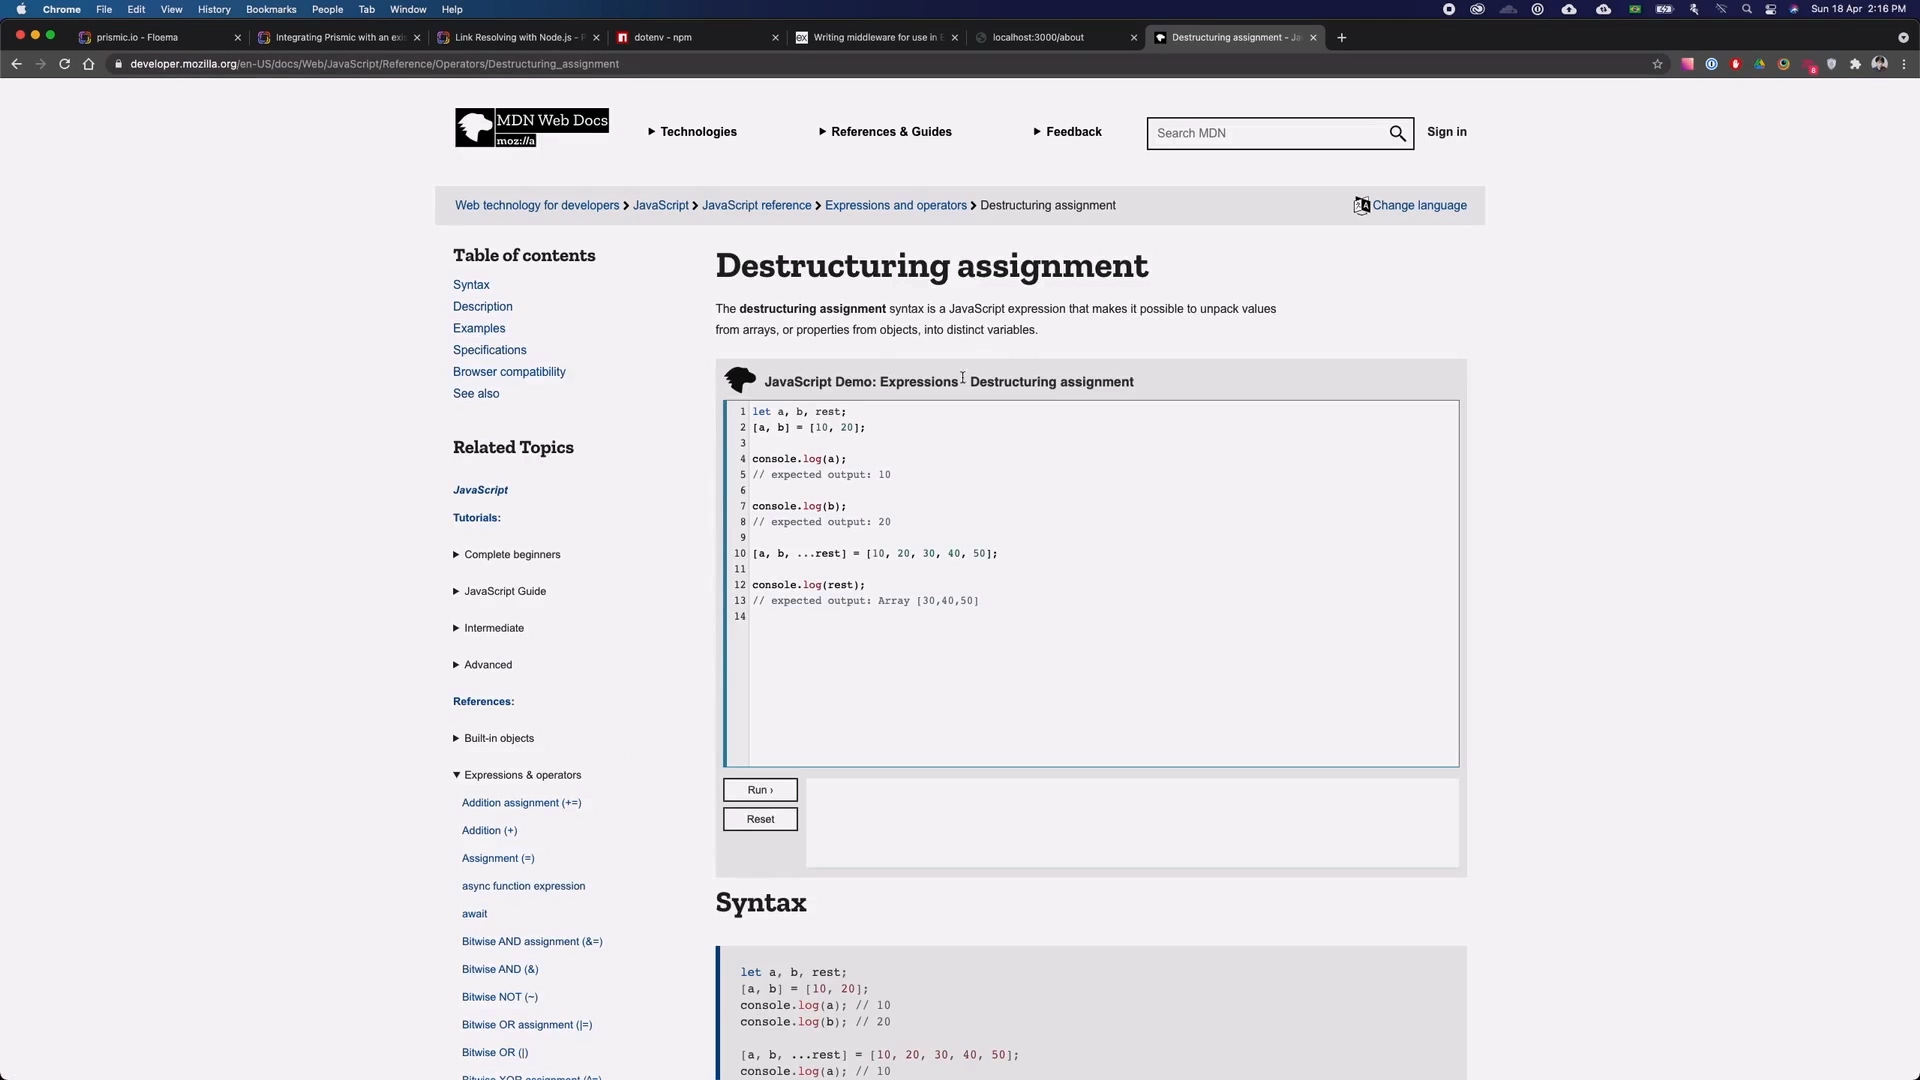 Chrome File Edit View History Bookmarks People Tab Window Help
Sun 18 Apr 2:16 PM
prismic.io - Floema
Integrating Prismic with an exis
Link Resolving with Node.js - P
dotenv - npm
Writing middleware for use in E
localhost:3000/about
Destructuring assignment - Ja
developer.mozilla.org/en-US/docs/Web/JavaScript/Reference/Operators/Destructuring_assignment
8
MDN Web Docs
moz://a
Technologies
References & Guides
Feedback
Search MDN
Sign in
Web technology for developers JavaScript JavaScript reference Expressions and operators Destructuring assignment
Change language
Table of contents
Syntax
Description
Examples
Specifications
Browser compatibility
See also
Related Topics
JavaScript
Tutorials:
Complete beginners
JavaScript Guide
Intermediate
Advanced
References:
Built-in objects
Expressions & operators
Addition assignment (+=)
Addition (+)
Assignment (=)
async function expression
await
Bitwise AND assignment (&=)
Bitwise AND (&)
Bitwise NOT (~)
Bitwise OR assignment (|=)
Bitwise OR (|)
Bitwise XOR assignment (^=)
Destructuring assignment
The destructuring assignment syntax is a JavaScript expression that makes it possible to unpack values
from arrays, or properties from objects, into distinct variables.
JavaScript Demo: Expressions Destructuring assignment
1 let a, b, rest;
2 [a, b] = [10, 20];
3
4 console.log(a);
5 // expected output: 10
6
7 console.log(b);
8 // expected output: 20
9
10 [a, b, ...rest] = [10, 20, 30, 40, 50];
11
12 console.log(rest);
13 // expected output: Array [30,40,50]
14
Run ›
Reset
Syntax
let a, b, rest;
[a, b] = [10, 20];
console.log(a); // 10
console.log(b); // 20
[a, b, ...rest] = [10, 20, 30, 40, 50];
console.log(a); // 10